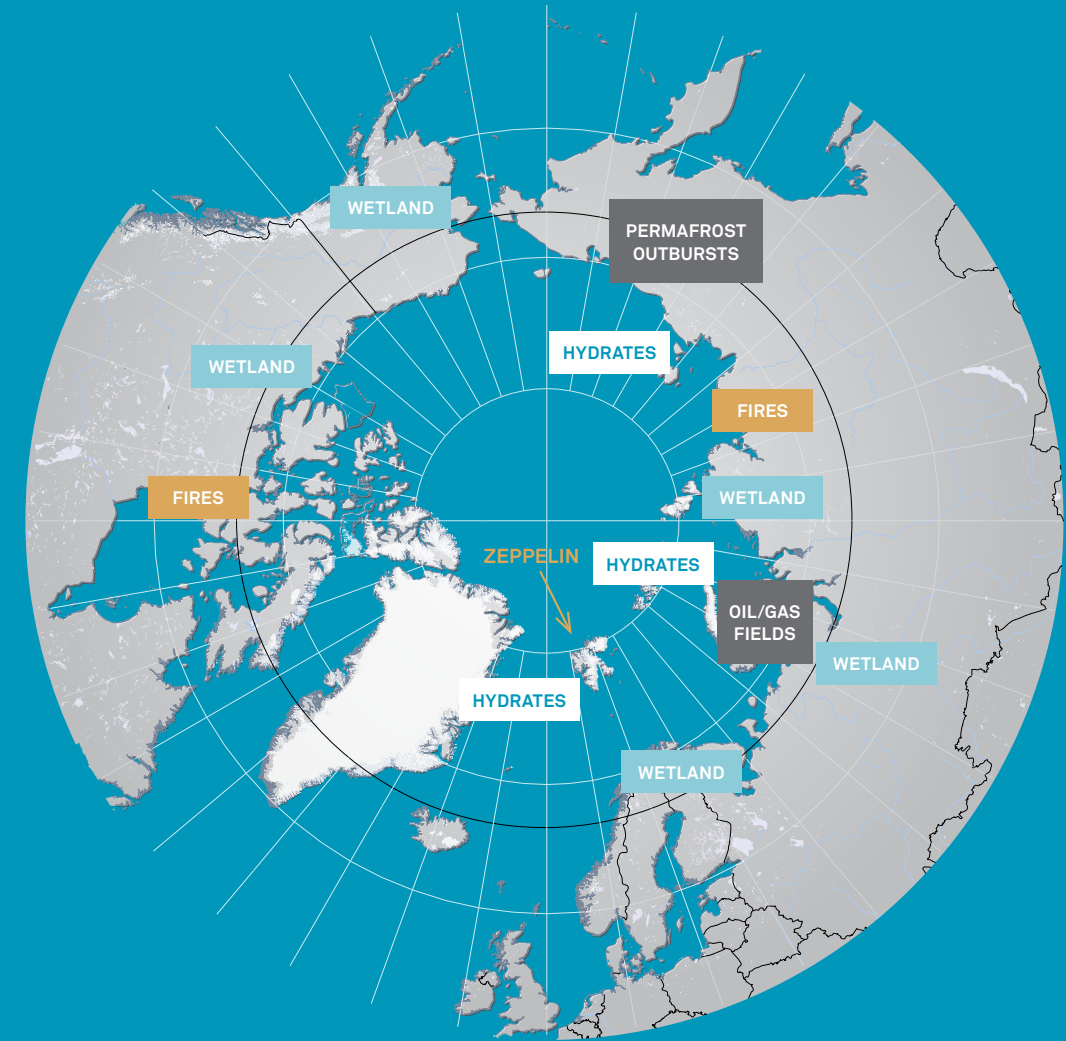 WETLAND
PERMAFROST
OUTBURSTS
HYDRATES
WETLAND
FIRES
FIRES
WETLAND
ZEPPELIN
HYDRATES
OIL/GAS
FIELDS
WETLAND
HYDRATES
WETLAND